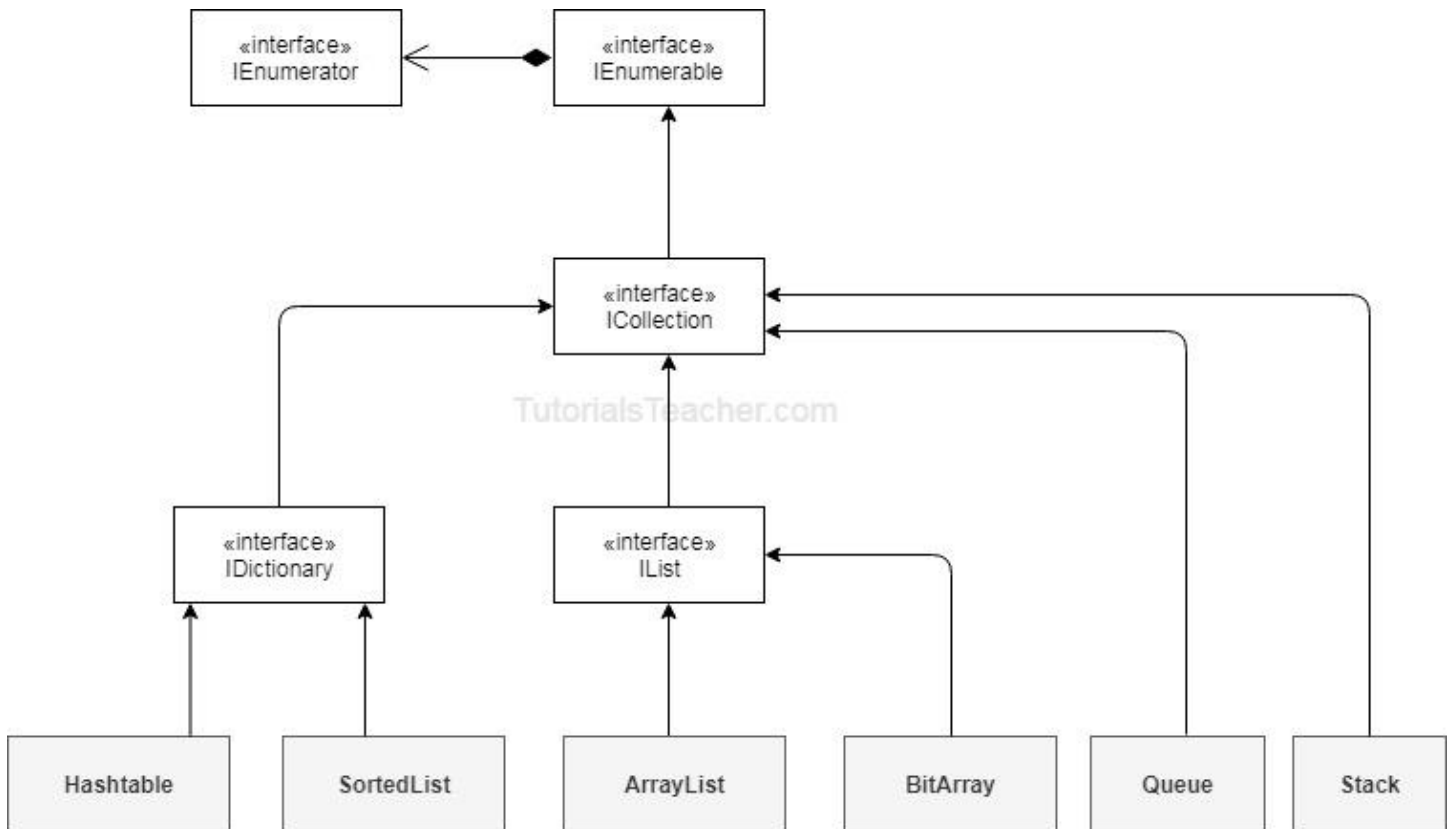 «interface»
IEnumerator
«interface»
IEnumerable
«interface»
ICollection
TutorialsTeacher.com
«interface»
IDictionary
«interface»
IList
Hashtable
SortedList
ArrayList
BitArray
Queue
Stack